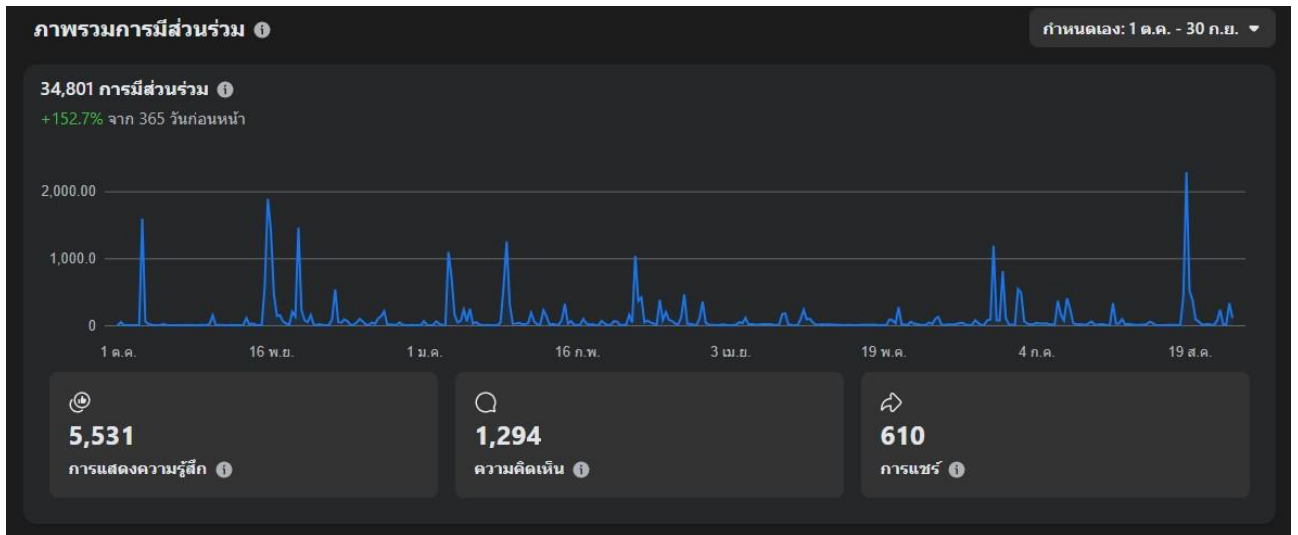 ภาพรวมการมีส่วนร่วม
กำหนดเอง: 1 ต.ค. - 30 ก.ย.
34,801 การมีส่วนร่วม
+152.7% จาก 365 วันก่อนหน้า
2,000.00
1,000.0
0
1 ต.ค. 16 พ.ย. 1 ม.ค. 16 ก.พ. 3 เม.ย. 19 พ.ค. 4 ก.ค. 19 ส.ค.
5,531 1,294 610
การแสดงความรู้สึก ความคิดเห็น การแชร์